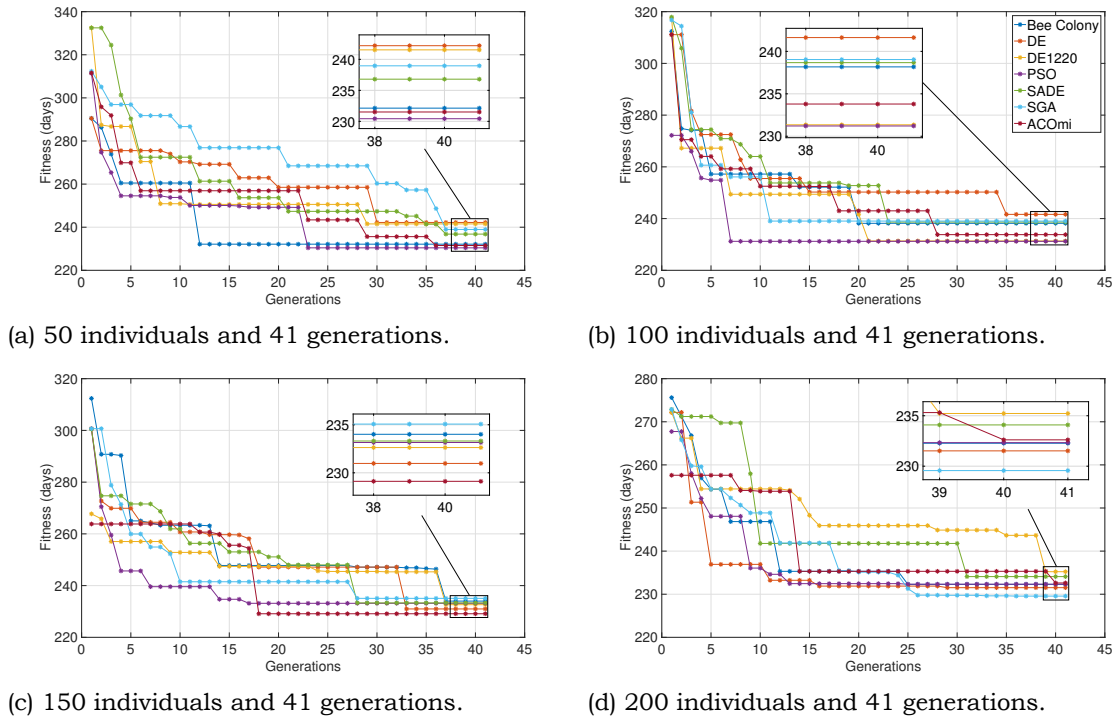 340
320
300
280
260
240
220
Fitness (days)
0 5 10 15 20 25 30 35 40 45
Generations
240
235
230
38 40
(a) 50 individuals and 41 generations.
320
300
280
260
240
220
Fitness (days)
0 5 10 15 20 25 30 35 40 45
Generations
240
235
230
38 40
Bee Colony
DE
DE1220
PSO
SADE
SGA
ACOmi
(b) 100 individuals and 41 generations.
320
300
280
260
240
220
Fitness (days)
0 5 10 15 20 25 30 35 40 45
Generations
235
230
38 40
(c) 150 individuals and 41 generations.
280
270
260
250
240
230
220
Fitness (days)
0 5 10 15 20 25 30 35 40 45
Generations
235
230
39 40 41
(d) 200 individuals and 41 generations.